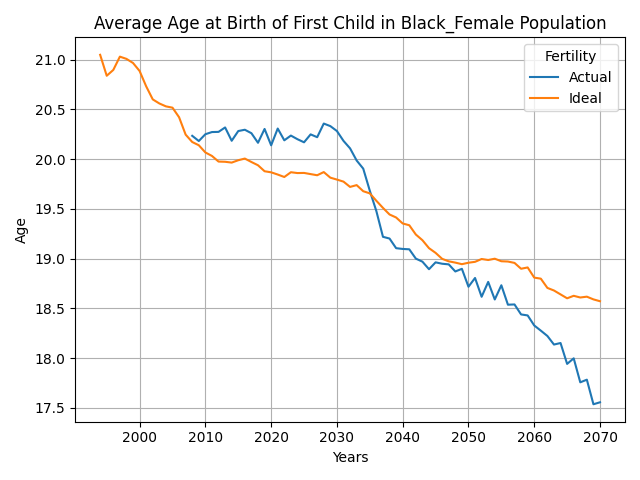 Average Age at Birth of First Child in Black_Female Population
Fertility
Actual
Ideal
21.0
20.5
20.0
19.5
19.0
18.5
18.0
17.5
Age
2000 2010 2020 2030 2040 2050 2060 2070
Years